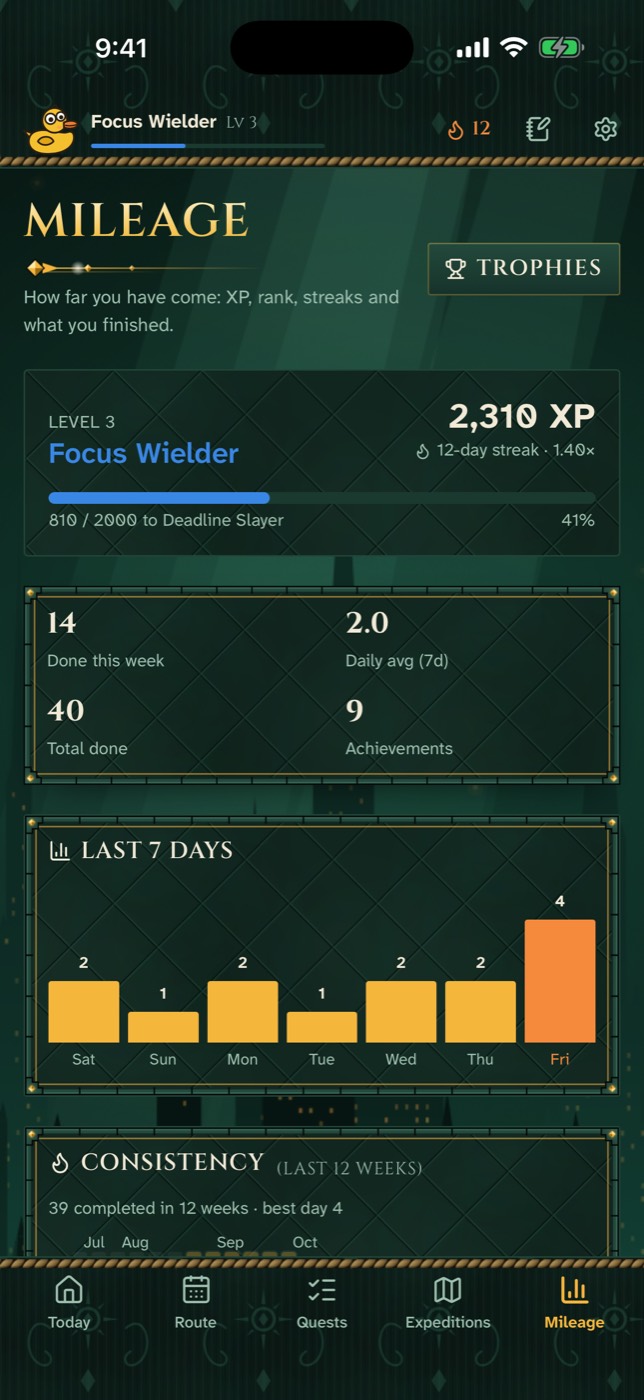 9:41
Focus Wielder Lv 3
12
MILEAGE
TROPHIES
How far you have come: XP, rank, streaks and
what you finished.
LEVEL 3
2,310 XP
Focus Wielder
12-day streak · 1.40×
810 / 2000 to Deadline Slayer
41%
14
2.0
Done this week
Daily avg (7d)
40
9
Total done
Achievements
LAST 7 DAYS
4
2
2
2
2
1
1
Sat
Sun
Mon
Tue
Wed
Thu
Fri
CONSISTENCY (LAST 12 WEEKS)
39 completed in 12 weeks · best day 4
Jul Aug Sep Oct
Today
Route
Quests
Expeditions
Mileage